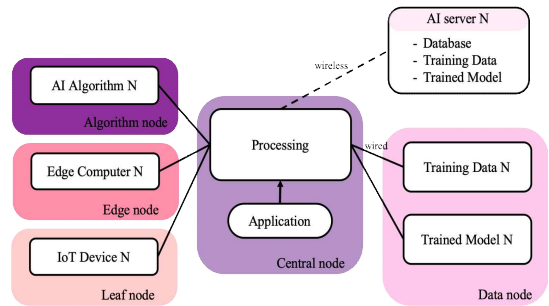 AI server N
- Database
- Training Data
- Trained Model
wireless
AI Algorithm N
Algorithm node
Edge Computer N
Edge node
IoT Device N
Leaf node
Processing
Application
Central node
wired
Training Data N
Trained Model N
Data node